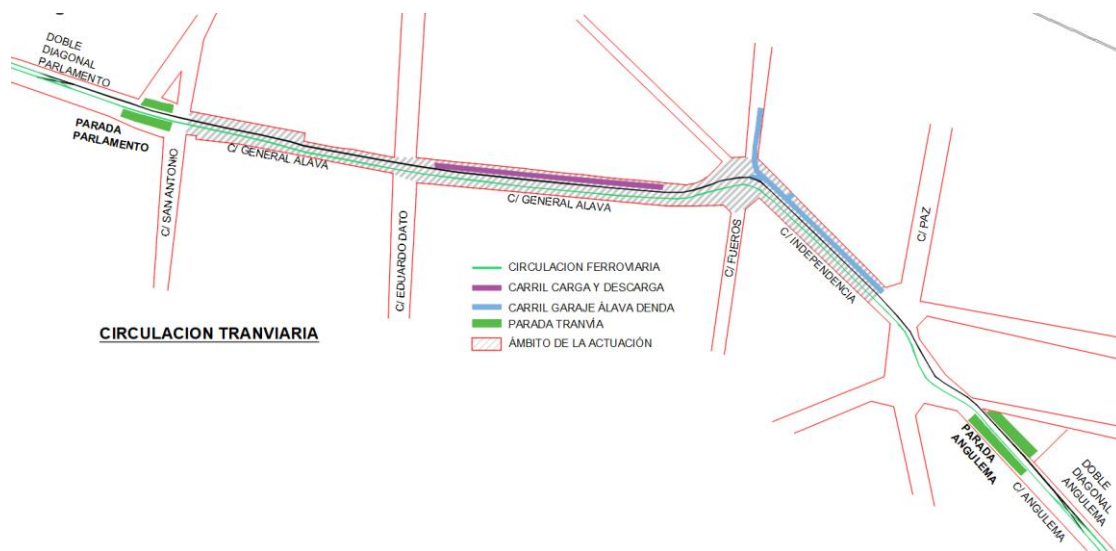 DOBLE
DIAGONAL
PARLAMENTO
PARADA
PARLAMENTO
C/ SAN ANTONIO
C/ GENERAL ALAVA
C/ EDUARDO DATO
C/ GENERAL ALAVA
C/ FUEROS
C/ INDEPENDENCIA
C/ PAZ
CIRCULACION FERROVIARIA
CARRIL CARGA Y DESCARGA
CARRIL GARAJE ÁLAVA DENDA
PARADA TRANVÍA
ÁMBITO DE LA ACTUACIÓN
CIRCULACION TRANVIARIA
PARADA
ANGULEMA
C/ ANGULEMA
DOBLE
DIAGONAL
ANGULEMA